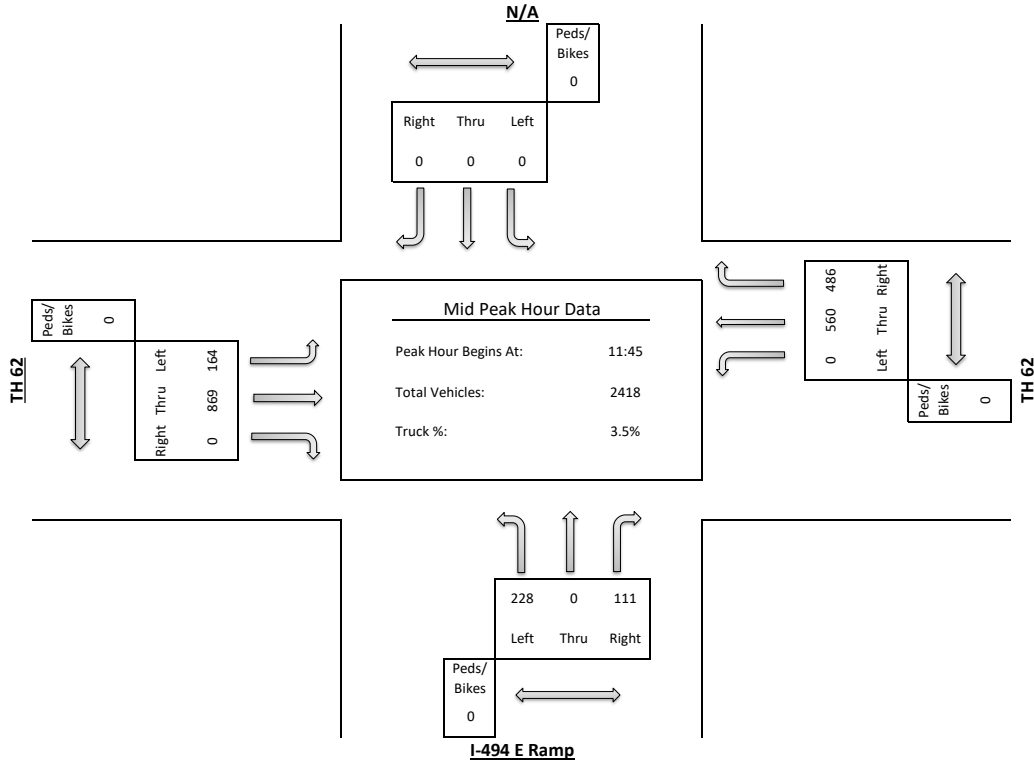 N/A
Peds/
Bikes
0
Right Thru Left
0 0 0
TH 62
Peds/
Bikes
0
Left 164
Thru 869
Right 0
Mid Peak Hour Data
Peak Hour Begins At: 11:45
Total Vehicles: 2418
Truck %: 3.5%
486 Right
560 Thru
0 Left
Peds/
Bikes
0
TH 62
228 0 111
Left Thru Right
Peds/
Bikes
0
I-494 E Ramp